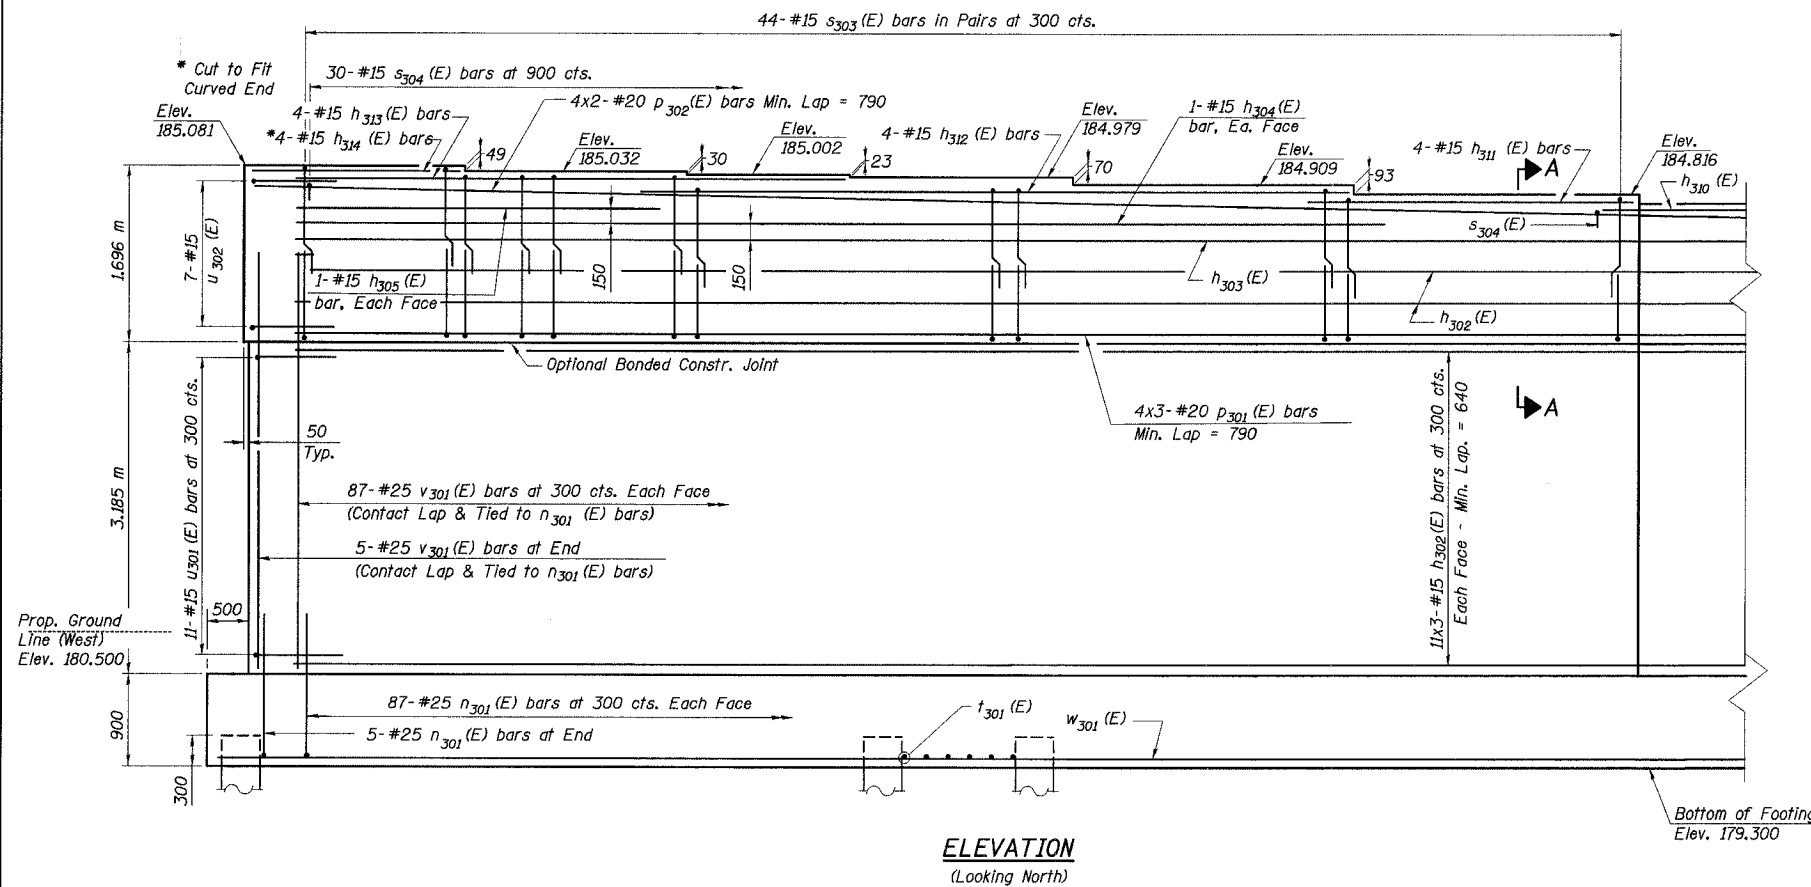 44-#15 s303(E) bars in Pairs at 300 cts.
* Cut to Fit
Curved End
30-#15 s304(E) bars at 900 cts.
Elev.
185.081
4-#15 h313(E) bars
*4-#15 h314 (E) bars
4x2-#20 p302(E) bars Min. Lap = 790
49
Elev.
185.032
30
Elev.
185.002
23
4-#15 h312 (E) bars
Elev.
184.979
70
1-#15 h304(E)
bar, Ea. Face
Elev.
184.909
93
4-#15 h311 (E) bars
A
Elev.
184.816
h310 (E)
s304(E)
1.696 m
7-#15
u302 (E)
1-#15 h305(E)
bar, Each Face
150
150
h303(E)
h302(E)
Optional Bonded Constr. Joint
4x3-#20 p301(E) bars
Min. Lap = 790
A
50
Typ.
3.185 m
11-#15 u301(E) bars at 300 cts.
87-#25 v301(E) bars at 300 cts. Each Face
(Contact Lap & Tied to n301 (E) bars)
5-#25 v301(E) bars at End
(Contact Lap & Tied to n301(E) bars)
11x3-#15 h302(E) bars at 300 cts.
Each Face - Min. Lap. = 640
500
Prop. Ground
Line (West)
Elev. 180.500
900
87-#25 n301(E) bars at 300 cts. Each Face
5-#25 n301(E) bars at End
t301(E)
w301(E)
300
Bottom of Footing
Elev. 179.300
ELEVATION
(Looking North)